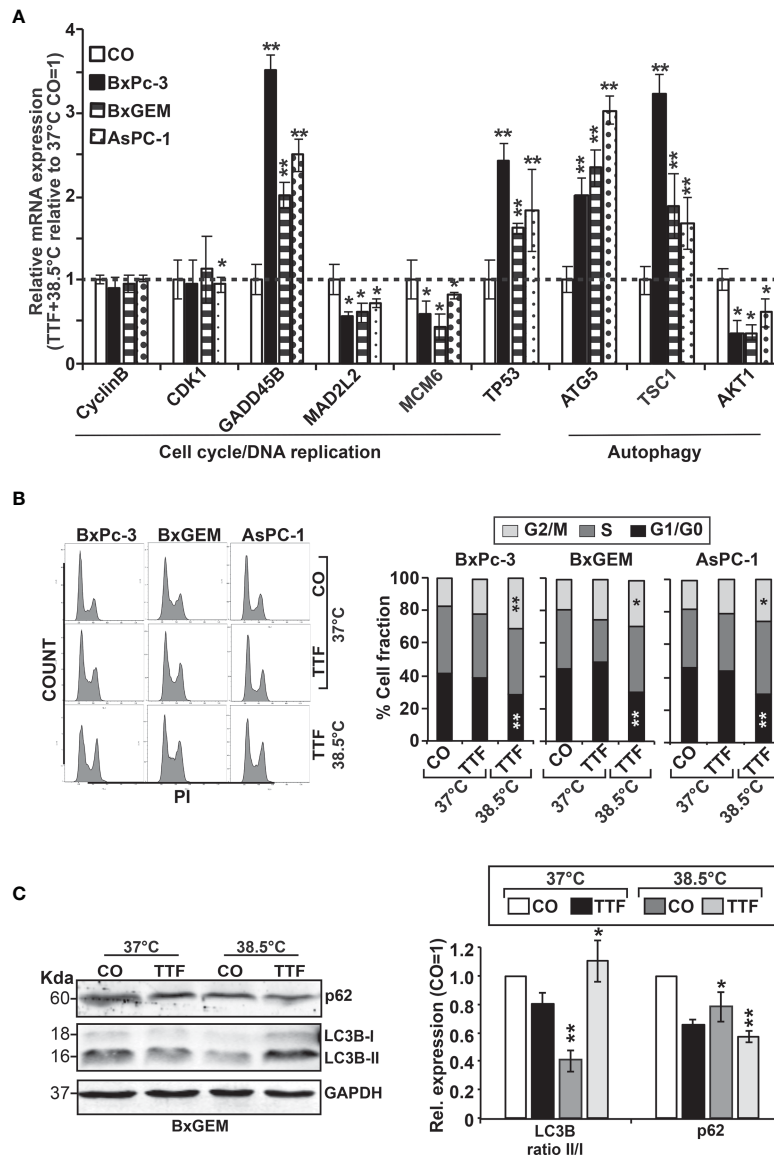 A
Relative mRNA expression
(TTF+38.5°C relative to 37°C CO=1)
4
3
2
1
0
CO
BxPc-3
BxGEM
AsPC-1
** ** **
*
* * *
* * *
** ** **
** ** **
** ** **
* * *
CyclinB CDK1 GADD45B MAD2L2 MCM6 TP53 ATG5 TSC1 AKT1
Cell cycle/DNA replication
Autophagy
B
BxPc-3 BxGEM AsPC-1
COUNT
CO
TTF
37°C
TTF
38.5°C
PI
G2/M S G1/G0
BxPc-3 BxGEM AsPC-1
% Cell fraction
100
80
60
40
20
0
** * *
** ** **
CO TTF TTF CO TTF TTF CO TTF TTF
37°C 38.5°C 37°C 38.5°C 37°C 38.5°C
C
37°C 38.5°C
Kda CO TTF CO TTF
60 p62
18 LC3B-I
16 LC3B-II
37 GAPDH
BxGEM
37°C 38.5°C
CO TTF CO TTF
Rel. expression (CO=1)
1.2
1.0
0.8
0.6
0.4
0.2
0
** *
* **
LC3B
ratio II/I
p62